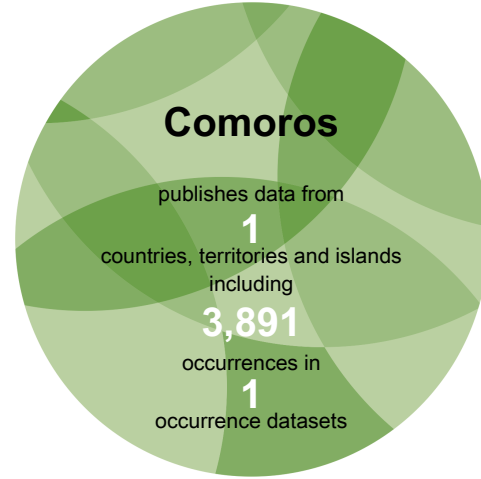 Comoros
publishes data from
1
countries, territories and islands
including
3,891
occurrences in
1
occurrence datasets